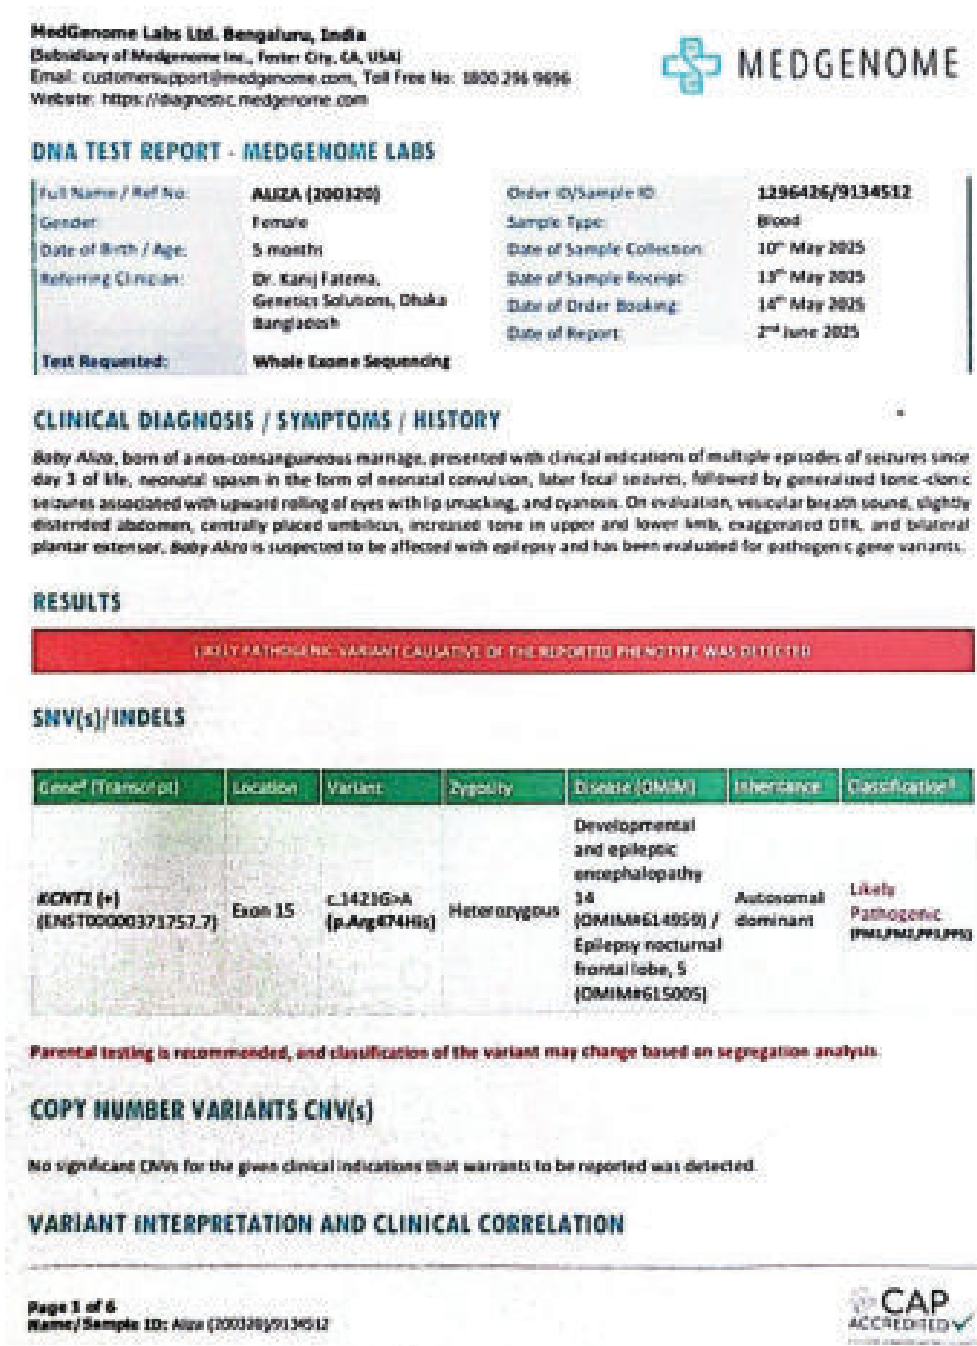 MedGenome Labs Ltd. Bengaluru, India
(Subsidiary of Medgenome Inc., Foster City, CA, USA)
Email: customersupport@medgenome.com, Toll Free No: 1800 296 9696
Website: https://diagnostic.medgenome.com
MEDGENOME
DNA TEST REPORT - MEDGENOME LABS
Full Name / Ref No: ALIZA (200320) Order ID/Sample ID: 1296426/9134512
Gender: Female Sample Type: Blood
Date of Birth / Age: 5 months Date of Sample Collection: 10th May 2025
Referring Clinician: Dr. Kanij Fatema, Date of Sample Receipt: 13th May 2025
Genetics Solutions, Dhaka Date of Order Booking: 14th May 2025
Bangladesh Date of Report: 2nd June 2025
Test Requested: Whole Exome Sequencing
CLINICAL DIAGNOSIS / SYMPTOMS / HISTORY
Baby Aliza, born of a non-consanguineous marriage, presented with clinical indications of multiple episodes of seizures since
day 3 of life, neonatal spasm in the form of neonatal convulsion, later focal seizures, followed by generalized tonic-clonic
seizures associated with upward rolling of eyes with lip smacking, and cyanosis. On evaluation, vesicular breath sound, slightly
distended abdomen, centrally placed umbilicus, increased tone in upper and lower limb, exaggerated DTR, and bilateral
plantar extensor. Baby Aliza is suspected to be affected with epilepsy and has been evaluated for pathogenic gene variants.
RESULTS
LIKELY PATHOGENIC VARIANT CAUSATIVE OF THE REPORTED PHENOTYPE WAS DETECTED
SNV(s)/INDELS
Gene# (Transcript) Location Variant Zygosity Disease (OMIM) Inheritance Classification
KCNT1 (+)
(ENST00000371757.7)
Exon 15
c.1421G>A
(p.Arg474His)
Heterozygous
Developmental
and epileptic
encephalopathy
14
(OMIM#614959) /
Epilepsy nocturnal
frontal lobe, 5
(OMIM#615005)
Autosomal
dominant
Likely
Pathogenic
Parental testing is recommended, and classification of the variant may change based on segregation analysis.
COPY NUMBER VARIANTS CNV(s)
No significant CNVs for the given clinical indications that warrants to be reported was detected.
VARIANT INTERPRETATION AND CLINICAL CORRELATION
Page 1 of 6
Name/ Sample ID: Aliza (200320)/9134512
CAP
ACCREDITED